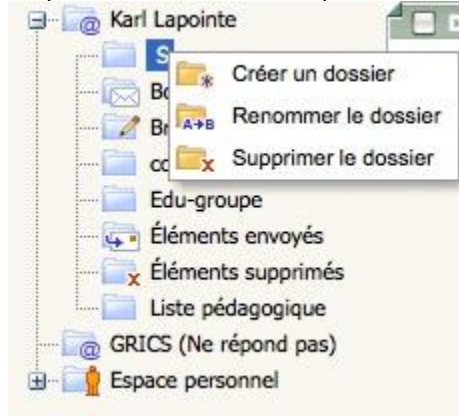 Karl Lapointe
S
Créer un dossier
Bo
A→B Renommer le dossier
Br
Supprimer le dossier
co
Edu-groupe
Éléments envoyés
Éléments supprimés
Liste pédagogique
GRICS (Ne répond pas)
Espace personnel